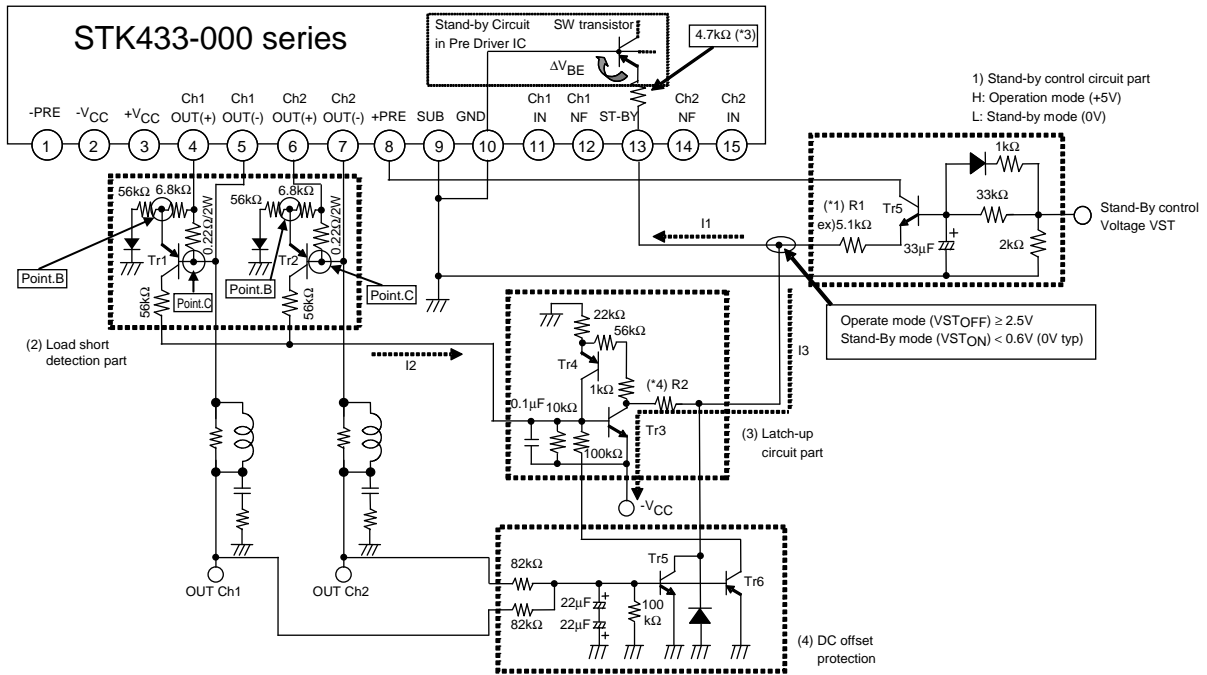 STK433-000 series
Stand-by Circuit
in Pre Driver IC
SW transistor
ΔVBE
4.7kΩ (*3)
1) Stand-by control circuit part
H: Operation mode (+5V)
L: Stand-by mode (0V)
-PRE
-VCC
+VCC
Ch1
OUT(+)
Ch1
OUT(-)
Ch2
OUT(+)
Ch2
OUT(-)
+PRE
SUB
GND
Ch1
IN
Ch1
NF
ST-BY
Ch2
NF
Ch2
IN
1
2
3
4
5
6
7
8
9
10
11
12
13
14
15
56kΩ
6.8kΩ
0.22Ω/2W
Tr1
56kΩ
Point.B
Point.C
56kΩ
6.8kΩ
0.22Ω/2W
Tr2
56kΩ
Point.B
Point.C
(2) Load short
detection part
I1
I2
I3
(*1) R1
ex)5.1kΩ
Tr5
1kΩ
33kΩ
33μF
2kΩ
Stand-By control
Voltage VST
Operate mode (VSTOFF) ≥ 2.5V
Stand-By mode (VSTON) < 0.6V (0V typ)
22kΩ
56kΩ
Tr4
1kΩ
(*4) R2
0.1μF
10kΩ
Tr3
100kΩ
(3) Latch-up
circuit part
-VCC
OUT Ch1
OUT Ch2
82kΩ
82kΩ
22μF
22μF
100
kΩ
Tr5
Tr6
(4) DC offset
protection